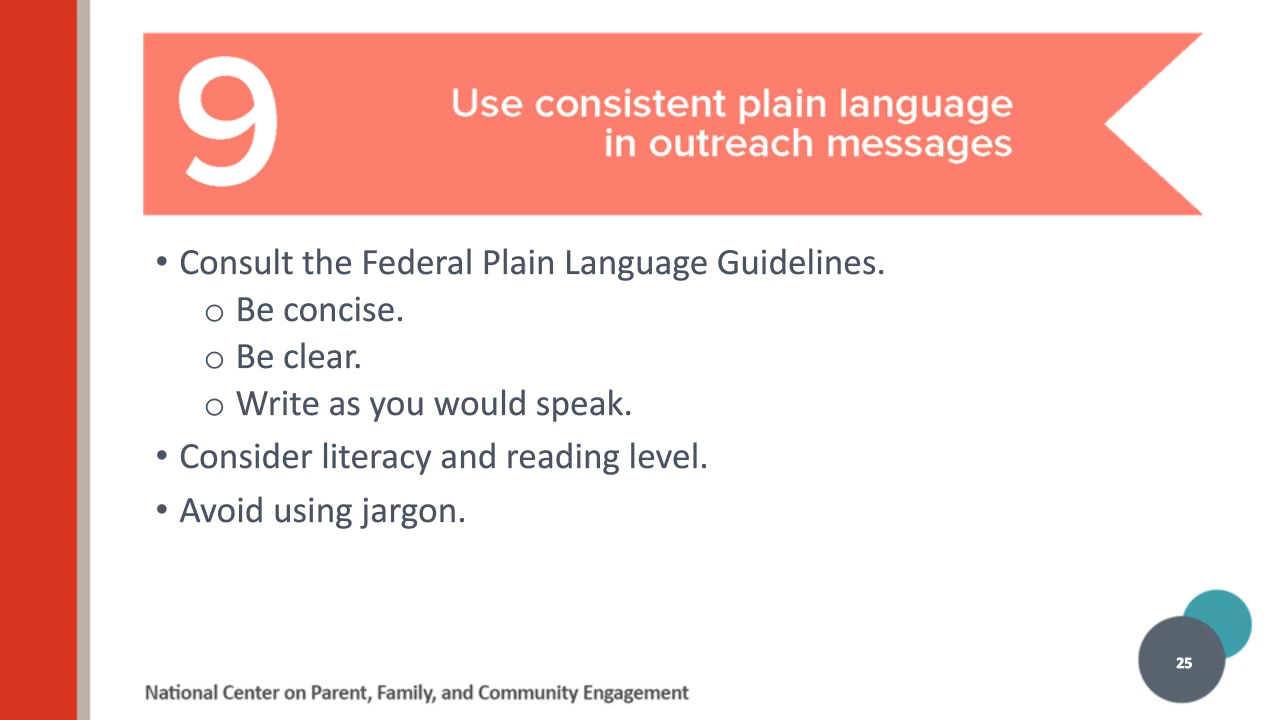 9
Use consistent plain language
in outreach messages
• Consult the Federal Plain Language Guidelines.
o Be concise.
o Be clear.
o Write as you would speak.
• Consider literacy and reading level.
• Avoid using jargon.
25
National Center on Parent, Family, and Community Engagement